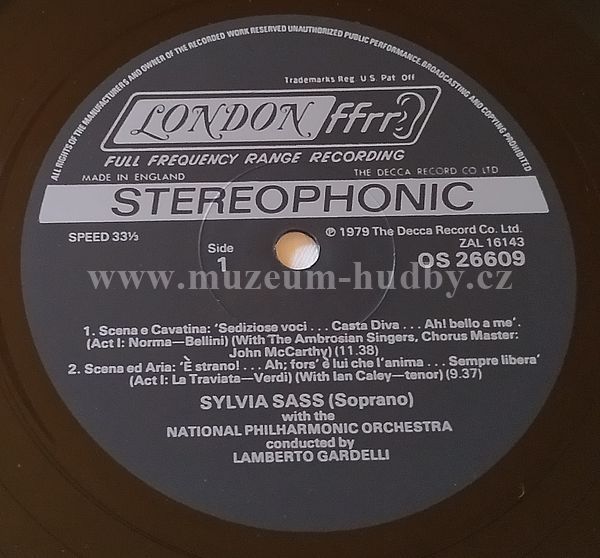 ALL RIGHTS OF THE MANUFACTURERS AND OWNER OF THE RECORDED WORK RESERVED UNAUTHORIZED PUBLIC PERFORMANCE BROADCASTING AND COPYING PROHIBITED
Trademarks Reg. U.S. Pat. Off
LONDON ffrr
FULL FREQUENCY RANGE RECORDING
MADE IN ENGLAND THE DECCA RECORD CO LTD
STEREOPHONIC
SPEED 33⅓ Side 1 ℗ 1979 The Decca Record Co. Ltd.
ZAL 16143
OS 26609
www.muzeum-hudby.cz
1. Scena e Cavatina: 'Sediziose voci . . . Casta Diva . . . Ah! bello a me'.
(Act I: Norma—Bellini) (With The Ambrosian Singers, Chorus Master:
John McCarthy) (11.38)
2. Scena ed Aria: 'È strano! . . . Ah; fors' è lui che l'anima . . . Sempre libera'
(Act I: La Traviata—Verdi) (With Ian Caley—tenor) (9.37)
SYLVIA SASS (Soprano)
with the
NATIONAL PHILHARMONIC ORCHESTRA
conducted by
LAMBERTO GARDELLI